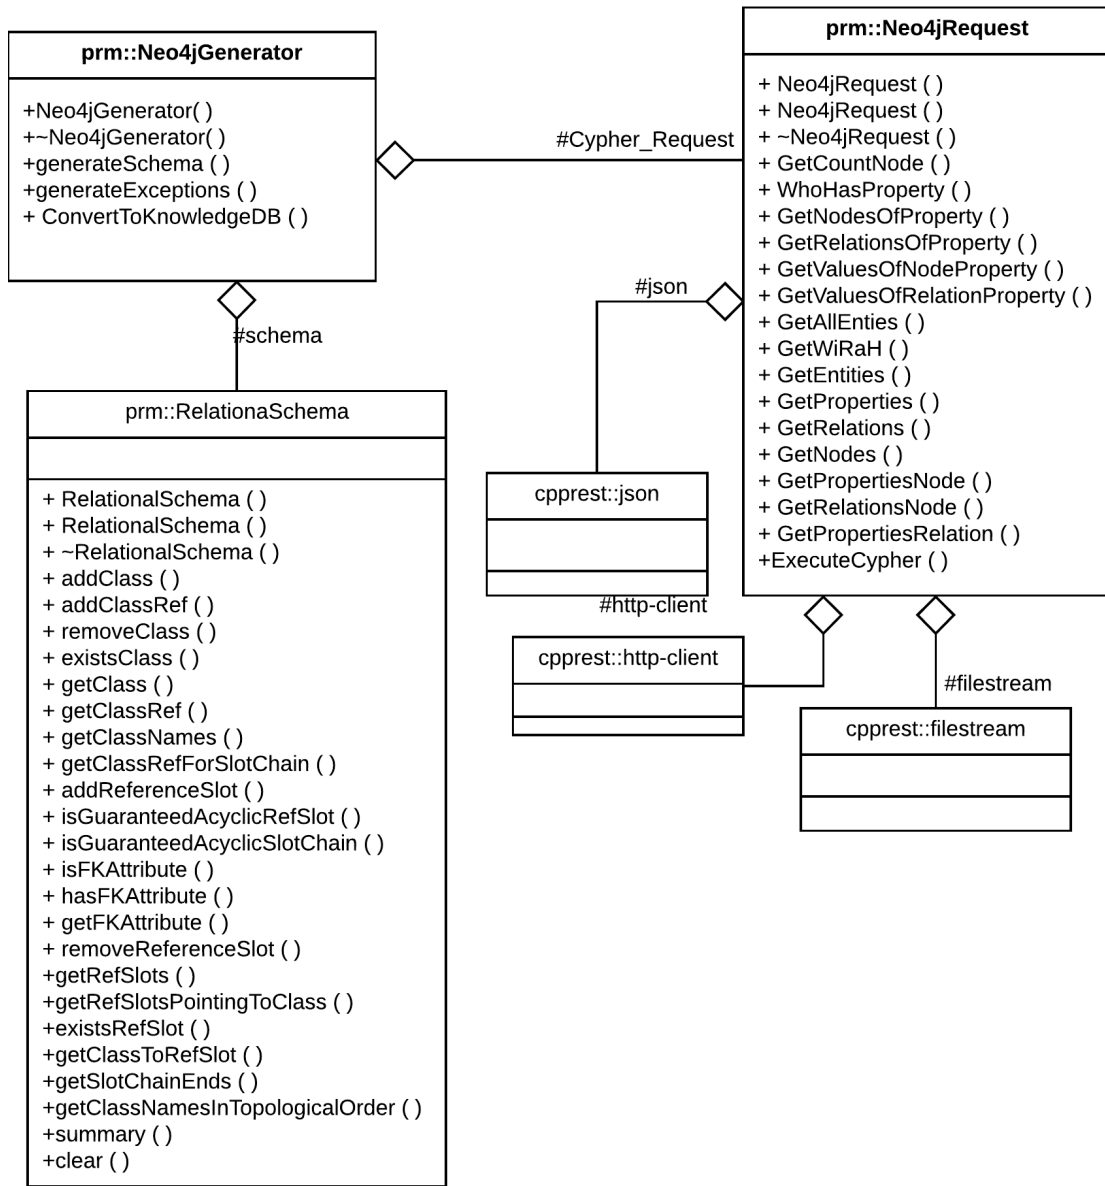 prm::Neo4jGenerator
+Neo4jGenerator( )
+~Neo4jGenerator( )
+generateSchema ( )
+generateExceptions ( )
+ ConvertToKnowledgeDB ( )
#Cypher_Request
prm::Neo4jRequest
+ Neo4jRequest ( )
+ Neo4jRequest ( )
+ ~Neo4jRequest ( )
+ GetCountNode ( )
+ WhoHasProperty ( )
+ GetNodesOfProperty ( )
+ GetRelationsOfProperty ( )
+ GetValuesOfNodeProperty ( )
+ GetValuesOfRelationProperty ( )
+ GetAllEnties ( )
+ GetWiRaH ( )
+ GetEntities ( )
+ GetProperties ( )
+ GetRelations ( )
+ GetNodes ( )
+ GetPropertiesNode ( )
+ GetRelationsNode ( )
+ GetPropertiesRelation ( )
+ExecuteCypher ( )
#schema
prm::RelationaSchema
+ RelationalSchema ( )
+ RelationalSchema ( )
+ ~RelationalSchema ( )
+ addClass ( )
+ addClassRef ( )
+ removeClass ( )
+ existsClass ( )
+ getClass ( )
+ getClassRef ( )
+ getClassNames ( )
+ getClassRefForSlotChain ( )
+ addReferenceSlot ( )
+ isGuaranteedAcyclicRefSlot ( )
+ isGuaranteedAcyclicSlotChain ( )
+ isFKAttribute ( )
+ hasFKAttribute ( )
+ getFKAttribute ( )
+ removeReferenceSlot ( )
+getRefSlots ( )
+getRefSlotsPointingToClass ( )
+existsRefSlot ( )
+getClassToRefSlot ( )
+getSlotChainEnds ( )
+getClassNamesInTopologicalOrder ( )
+summary ( )
+clear ( )
#json
cpprest::json
#http-client
cpprest::http-client
#filestream
cpprest::filestream